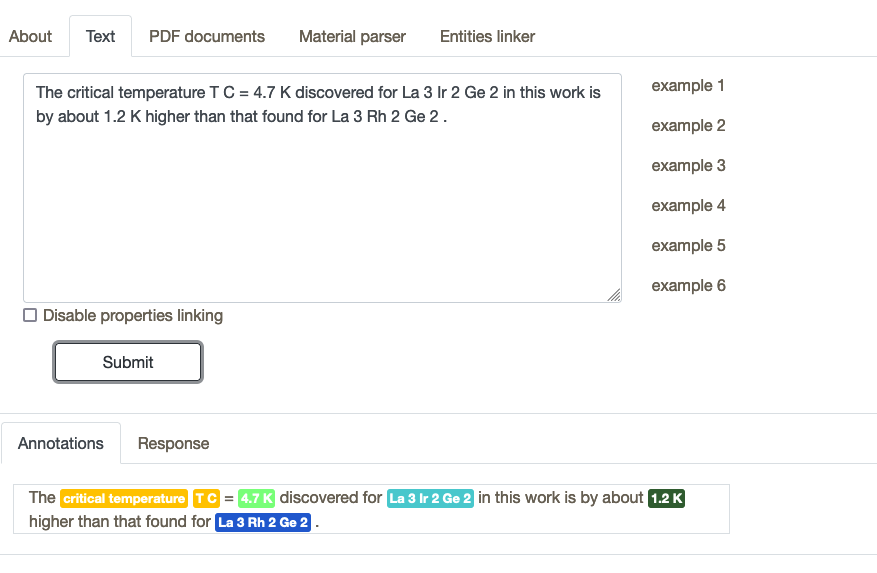 About Text PDF documents Material parser Entities linker
The critical temperature T C = 4.7 K discovered for La 3 Ir 2 Ge 2 in this work is
by about 1.2 K higher than that found for La 3 Rh 2 Ge 2 .
example 1
example 2
example 3
example 4
example 5
example 6
Disable properties linking
Submit
Annotations Response
The critical temperature T C = 4.7 K discovered for La 3 Ir 2 Ge 2 in this work is by about 1.2 K
higher than that found for La 3 Rh 2 Ge 2 .